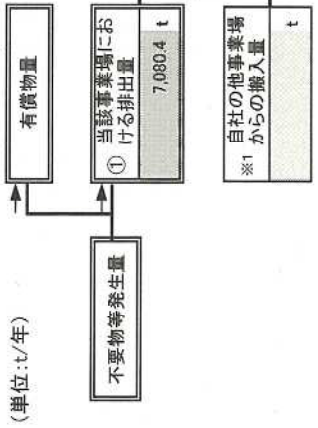 (単位:t/年)
不要物等発生量
有償物量
① 当該事業場にお
ける排出量
7,080.4 t
※1 自社の他事業場
からの搬入量
t